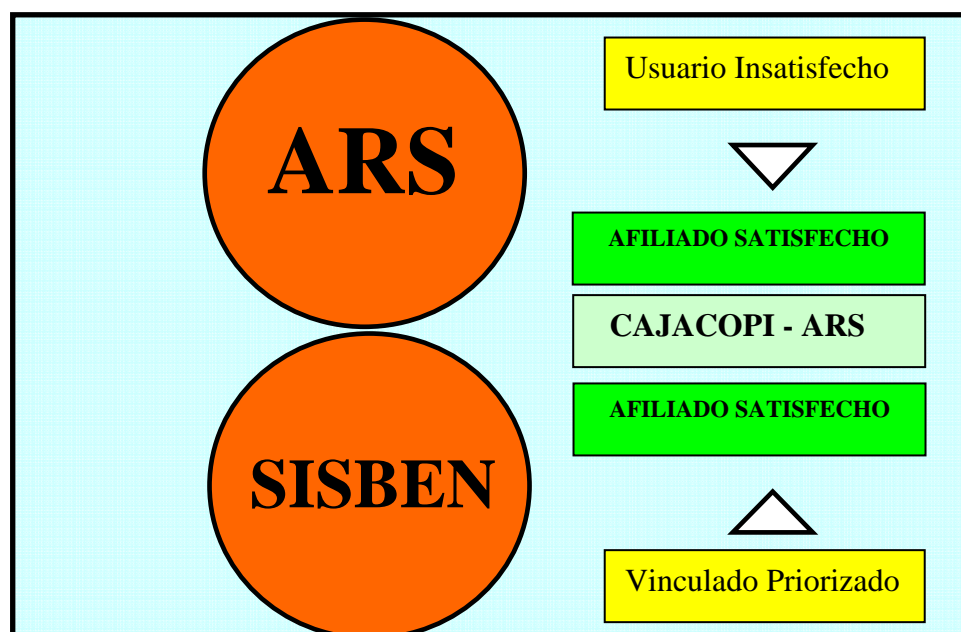 ARS
Usuario Insatisfecho
AFILIADO SATISFECHO
CAJACOPI - ARS
AFILIADO SATISFECHO
SISBEN
Vinculado Priorizado